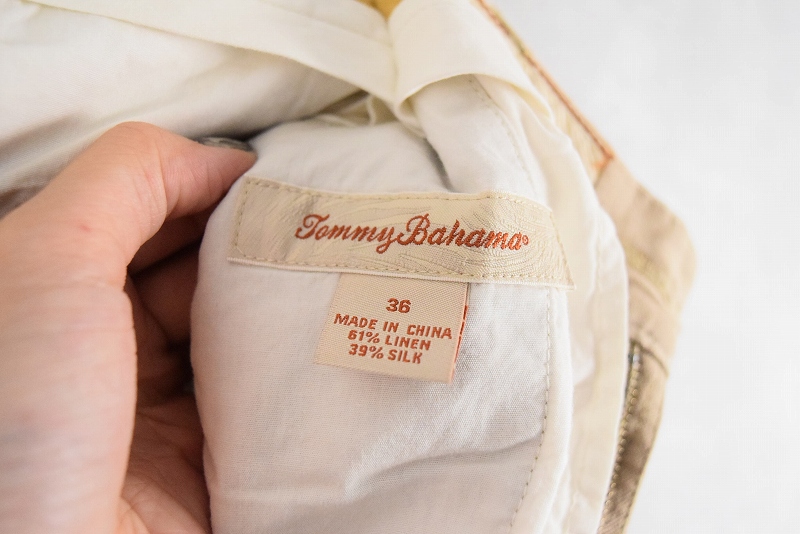 Tommy Bahama®
36
MADE IN CHINA
61% LINEN
39% SILK